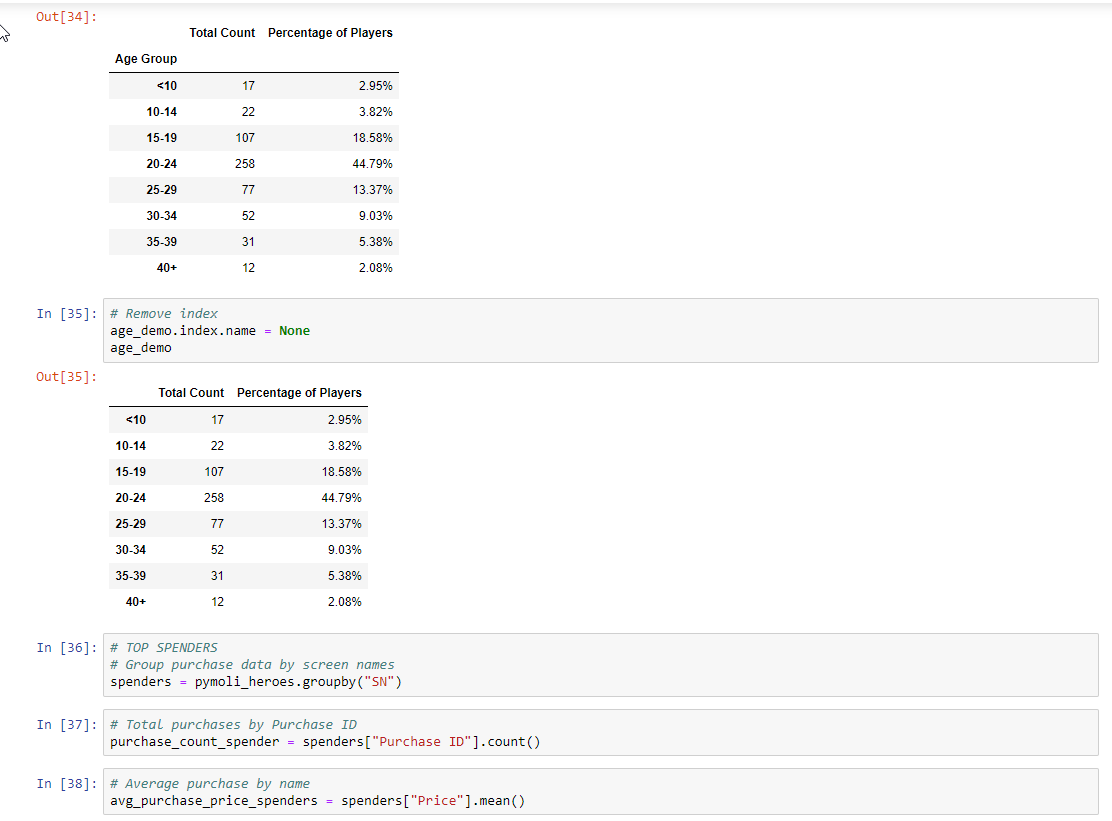 Out[34]:
Total Count Percentage of Players
Age Group
<10 17 2.95%
10-14 22 3.82%
15-19 107 18.58%
20-24 258 44.79%
25-29 77 13.37%
30-34 52 9.03%
35-39 31 5.38%
40+ 12 2.08%
In [35]: # Remove index
age_demo.index.name = None
age_demo
Out[35]:
Total Count Percentage of Players
<10 17 2.95%
10-14 22 3.82%
15-19 107 18.58%
20-24 258 44.79%
25-29 77 13.37%
30-34 52 9.03%
35-39 31 5.38%
40+ 12 2.08%
In [36]: # TOP SPENDERS
# Group purchase data by screen names
spenders = pymoli_heroes.groupby("SN")
In [37]: # Total purchases by Purchase ID
purchase_count_spender = spenders["Purchase ID"].count()
In [38]: # Average purchase by name
avg_purchase_price_spenders = spenders["Price"].mean()